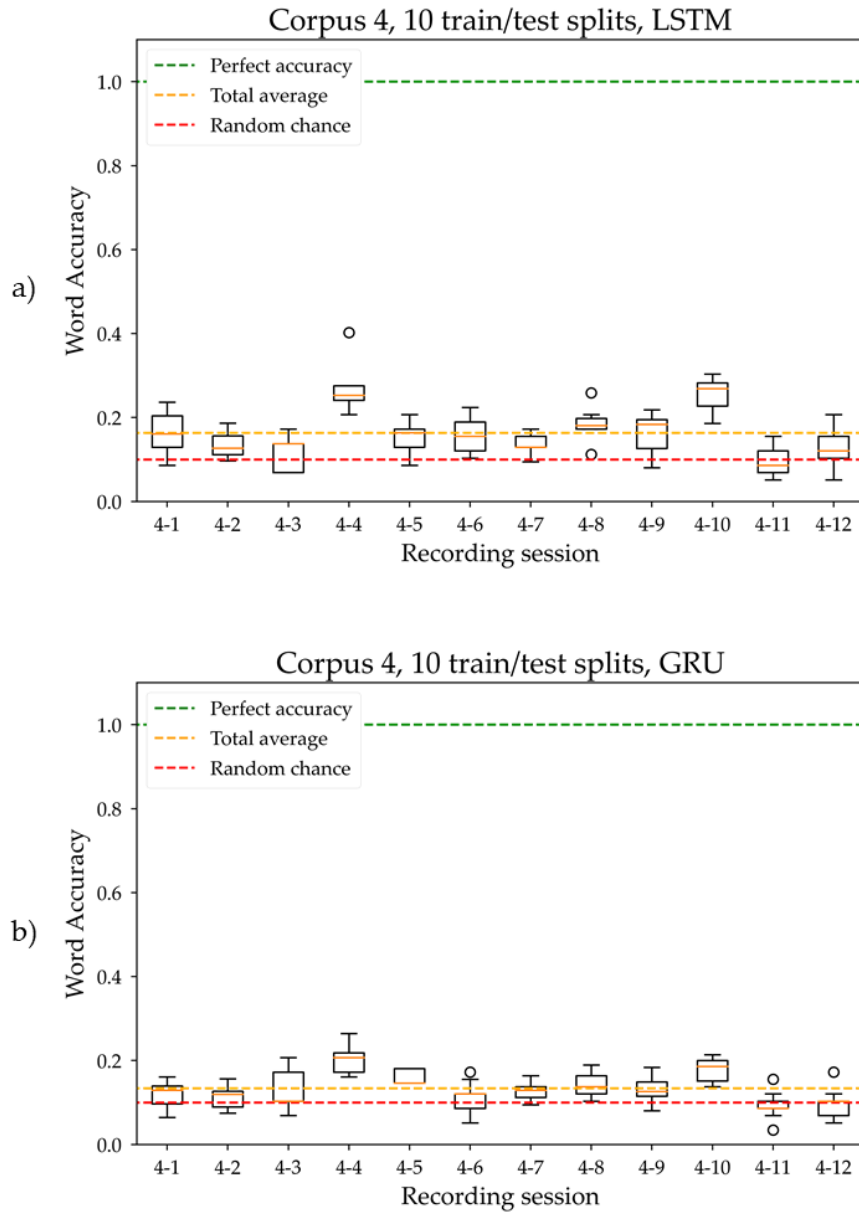 Corpus 4, 10 train/test splits, LSTM
Perfect accuracy
Total average
Random chance
1.0
0.8
0.6
0.4
0.2
0.0
Word Accuracy
a)
4-1 4-2 4-3 4-4 4-5 4-6 4-7 4-8 4-9 4-10 4-11 4-12
Recording session
Corpus 4, 10 train/test splits, GRU
Perfect accuracy
Total average
Random chance
1.0
0.8
0.6
0.4
0.2
0.0
Word Accuracy
b)
4-1 4-2 4-3 4-4 4-5 4-6 4-7 4-8 4-9 4-10 4-11 4-12
Recording session